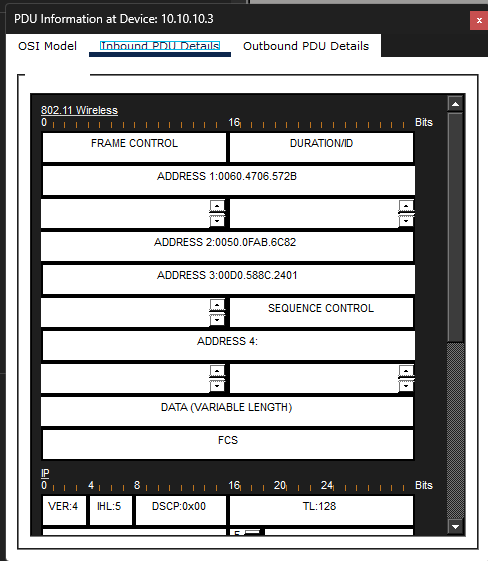 PDU Information at Device: 10.10.10.3
x
OSI Model Inbound PDU Details Outbound PDU Details
802.11 Wireless
0 16 Bits
FRAME CONTROL DURATION/ID
ADDRESS 1:0060.4706.572B
ADDRESS 2:0050.0FAB.6C82
ADDRESS 3:00D0.588C.2401
SEQUENCE CONTROL
ADDRESS 4:
DATA (VARIABLE LENGTH)
FCS
IP
0 4 8 16 20 24 Bits
VER:4 IHL:5 DSCP:0x00 TL:128